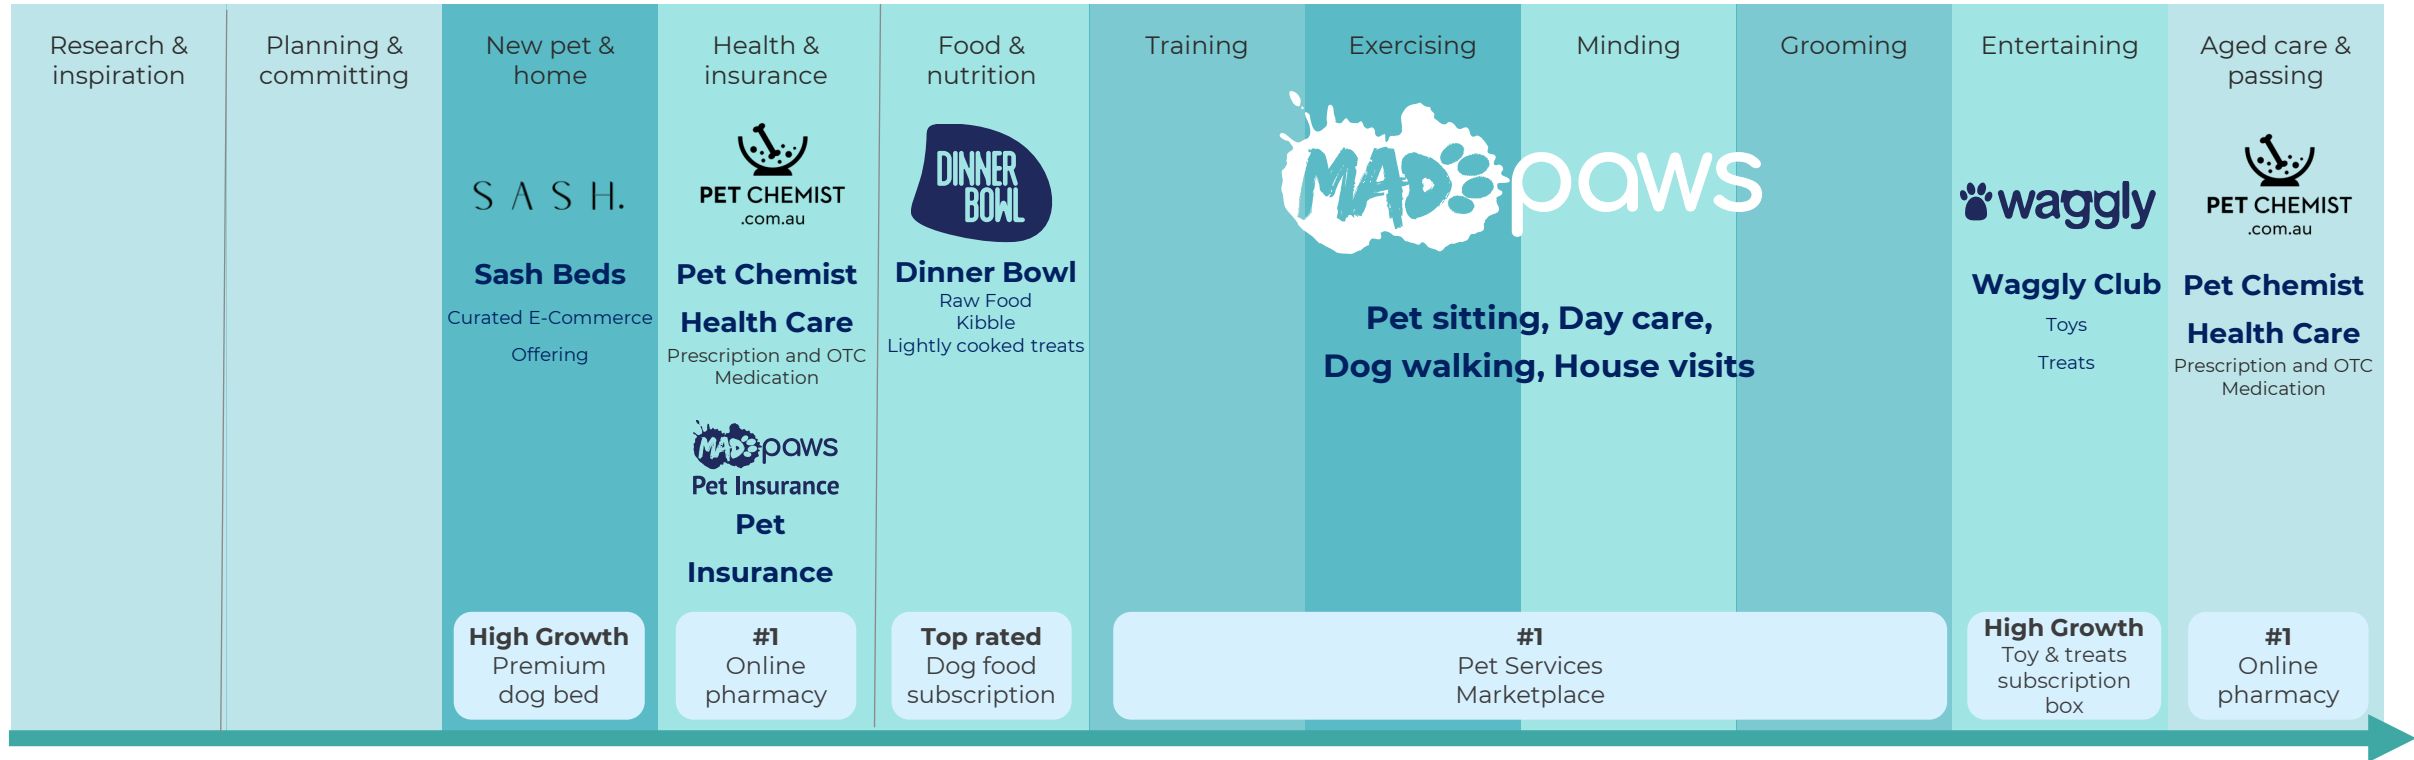 Research &
inspiration
Planning &
committing
New pet &
home
Health &
insurance
Food &
nutrition
Training
Exercising
Minding
Grooming
Entertaining
Aged care &
passing
SASH.
Sash Beds
Curated E-Commerce
Offering
PET CHEMIST
.com.au
Pet Chemist
Health Care
Prescription and OTC
Medication
MAD paws
Pet Insurance
Pet
Insurance
DINNER
BOWL
Dinner Bowl
Raw Food
Kibble
Lightly cooked treats
MAD paws
Pet sitting, Day care,
Dog walking, House visits
waggly
Waggly Club
Toys
Treats
PET CHEMIST
.com.au
Pet Chemist
Health Care
Prescription and OTC
Medication
High Growth
Premium
dog bed
#1
Online
pharmacy
Top rated
Dog food
subscription
#1
Pet Services
Marketplace
High Growth
Toy & treats
subscription
box
#1
Online
pharmacy